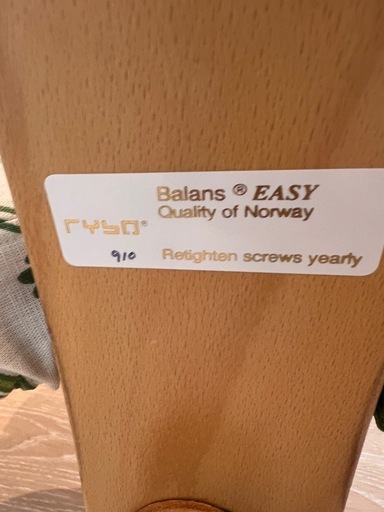 Balans ® EASY
Quality of Norway
rybo®
910 Retighten screws yearly